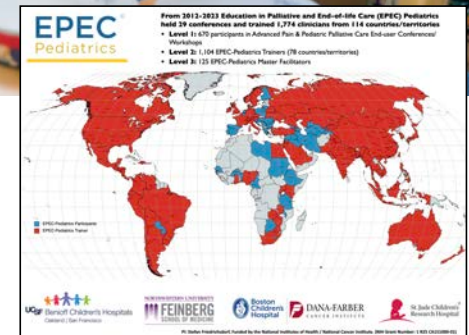 EPEC
Pediatrics
From 2012-2023 Education in Palliative and End-of-life Care (EPEC) Pediatrics
held 29 conferences and trained 1,774 clinicians from 114 countries/territories
• Level 1: 670 participants in Advanced Pain & Pediatric Palliative Care End-user Conferences/
Workshops
• Level 2: 1,104 EPEC-Pediatrics Trainers (78 countries/territories)
• Level 3: 125 EPEC-Pediatrics Master Facilitators
EPEC-Pediatrics Participants
EPEC-Pediatrics Trainer
UCSF Benioff Children's Hospitals
Oakland | San Francisco
NORTHWESTERN UNIVERSITY
FEINBERG
SCHOOL OF MEDICINE
Boston
Children's
Hospital
DANA-FARBER
CANCER INSTITUTE
St. Jude Children's
Research Hospital